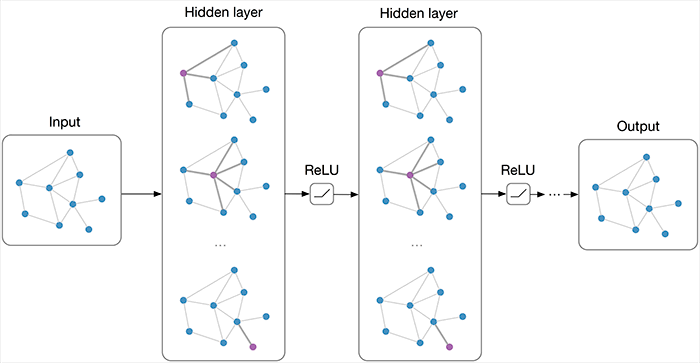 Hidden layer
Hidden layer
Input
Output
ReLU
ReLU
...
...
...